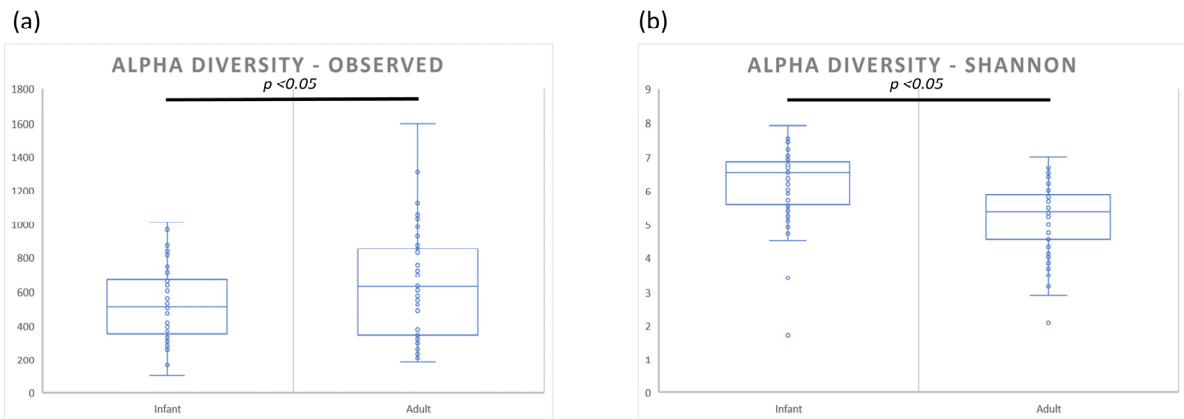 (a)
ALPHA DIVERSITY - OBSERVED
p <0.05
1800
1600
1400
1200
1000
800
600
400
200
0
Infant Adult
(b)
ALPHA DIVERSITY - SHANNON
p <0.05
9
8
7
6
5
4
3
2
1
0
Infant Adult